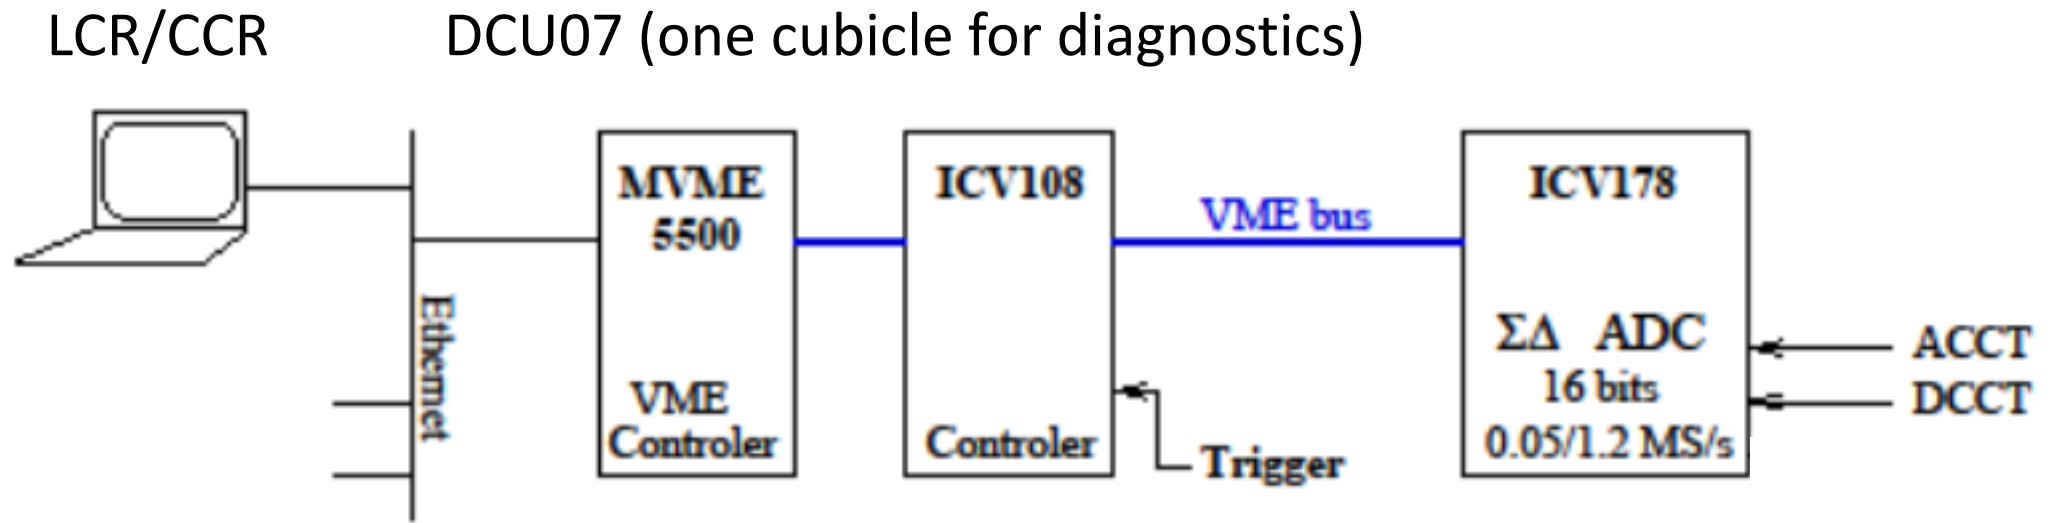 LCR/CCR
DCU07 (one cubicle for diagnostics)
Ethernet
MVME
5500
VME
Controler
ICV108
Controler
Trigger
VME bus
ICV178
ΣΔ ADC
16 bits
0.05/1.2 MS/s
ACCT
DCCT